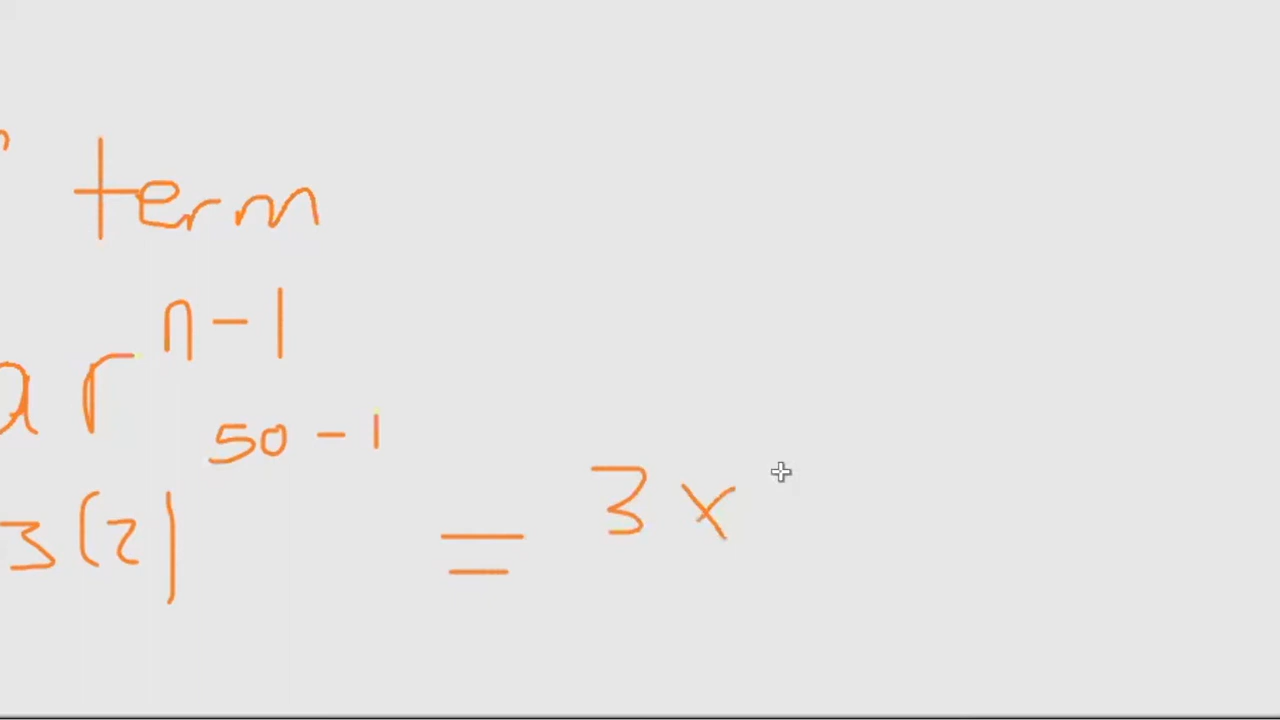 term
ar^{n-1}
3(2)^{50-1} = 3 x